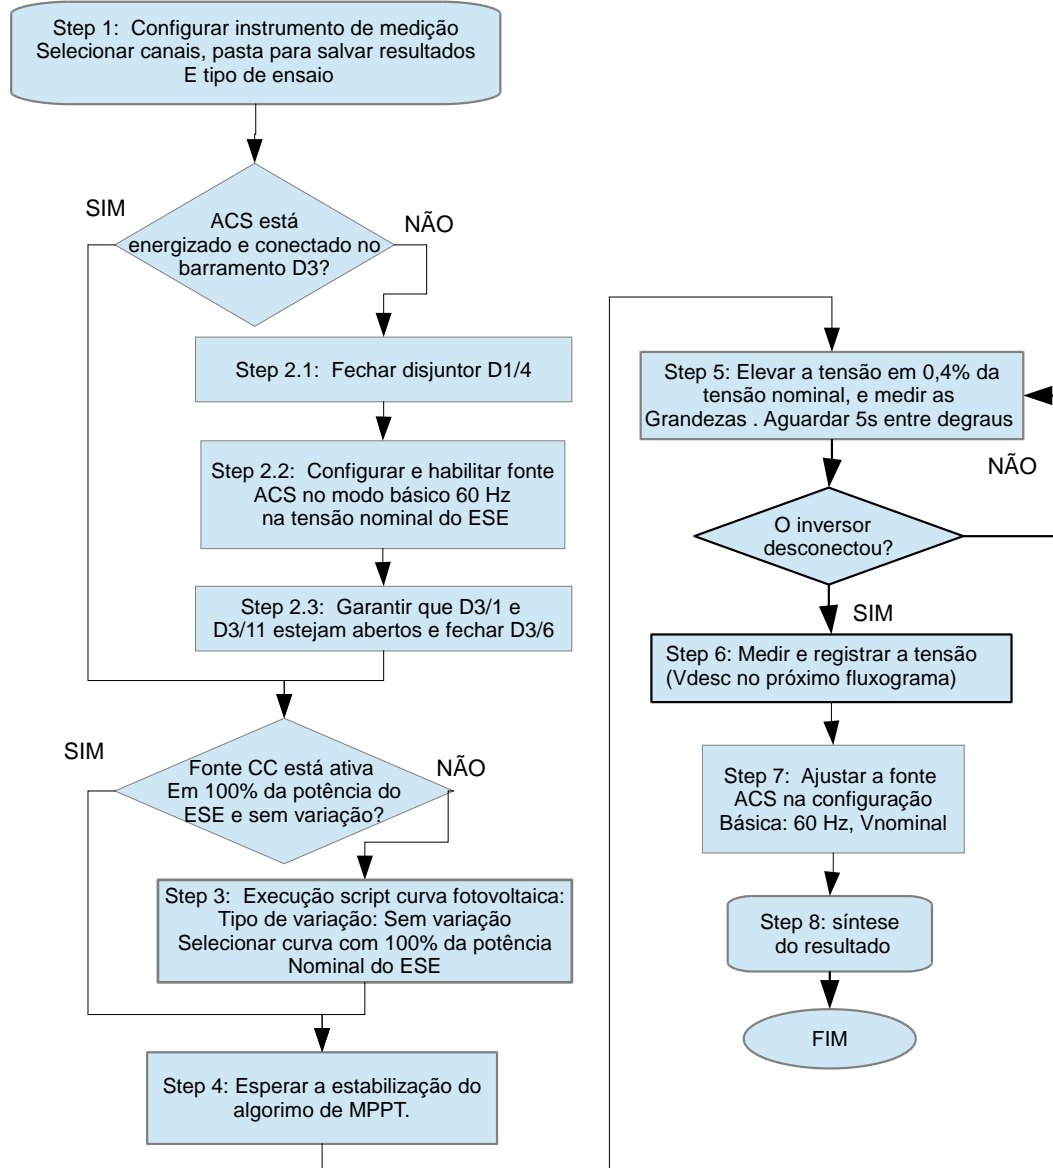 Step 1:  Configurar instrumento de medição
Selecionar canais, pasta para salvar resultados
E tipo de ensaio
SIM
ACS está
energizado e conectado no
barramento D3?
NÃO
Step 2.1:  Fechar disjuntor D1/4
Step 2.2:  Configurar e habilitar fonte
ACS no modo básico 60 Hz
na tensão nominal do ESE
Step 2.3:  Garantir que D3/1 e
D3/11 estejam abertos e fechar D3/6
SIM
Fonte CC está ativa
Em 100% da potência do
ESE e sem variação?
NÃO
Step 3:  Execução script curva fotovoltaica:
Tipo de variação: Sem variação
Selecionar curva com 100% da potência
Nominal do ESE
Step 4: Esperar a estabilização do
algorimo de MPPT.
Step 5: Elevar a tensão em 0,4% da
tensão nominal, e medir as
Grandezas . Aguardar 5s entre degraus
NÃO
O inversor
desconectou?
SIM
Step 6: Medir e registrar a tensão
(Vdesc no próximo fluxograma)
Step 7:  Ajustar a fonte
ACS na configuração
Básica: 60 Hz, Vnominal
Step 8: síntese
do resultado
FIM